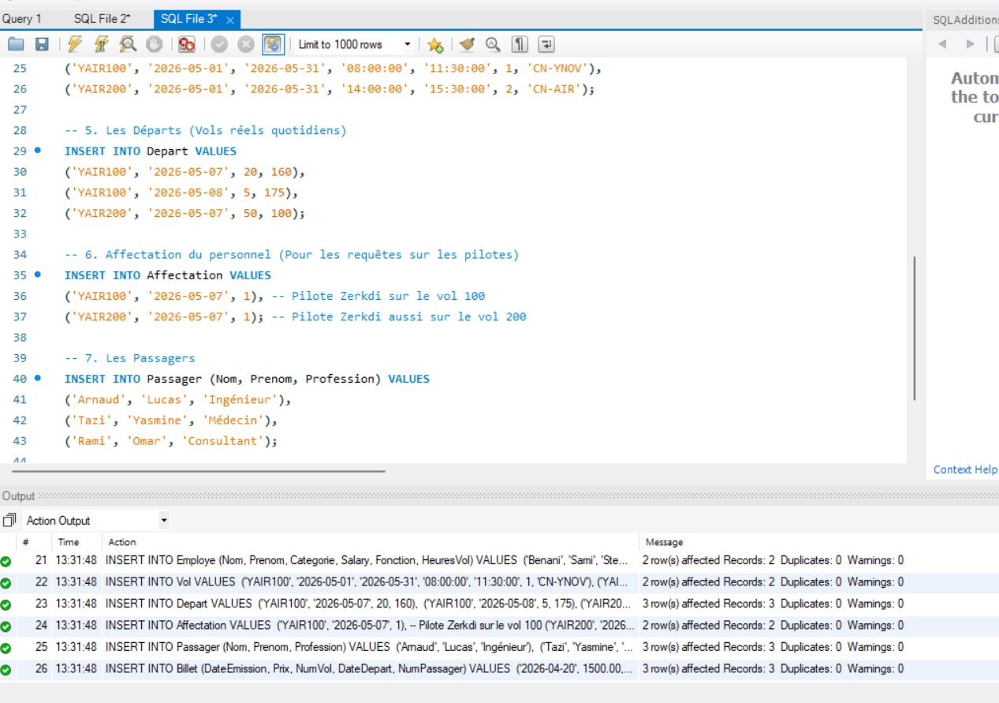 Query 1 SQL File 2* SQL File 3* × SQLAdditions
Limit to 1000 rows
25 ('YAIR100', '2026-05-01', '2026-05-31', '08:00:00', '11:30:00', 1, 'CN-YNOV'),
26 ('YAIR200', '2026-05-01', '2026-05-31', '14:00:00', '15:30:00', 2, 'CN-AIR');
27
28 -- 5. Les Départs (Vols réels quotidiens)
29 INSERT INTO Depart VALUES
30 ('YAIR100', '2026-05-07', 20, 160),
31 ('YAIR100', '2026-05-08', 5, 175),
32 ('YAIR200', '2026-05-07', 50, 100);
33
34 -- 6. Affectation du personnel (Pour les requêtes sur les pilotes)
35 INSERT INTO Affectation VALUES
36 ('YAIR100', '2026-05-07', 1), -- Pilote Zerkdi sur le vol 100
37 ('YAIR200', '2026-05-07', 1); -- Pilote Zerkdi aussi sur le vol 200
38
39 -- 7. Les Passagers
40 INSERT INTO Passager (Nom, Prenom, Profession) VALUES
41 ('Arnaud', 'Lucas', 'Ingénieur'),
42 ('Tazi', 'Yasmine', 'Médecin'),
43 ('Rami', 'Omar', 'Consultant');
44
Autom
the to
cur
Context Help
Output
Action Output
# Time Action Message
21 13:31:48 INSERT INTO Employe (Nom, Prenom, Categorie, Salary, Fonction, HeuresVol) VALUES ('Benani', 'Sami', 'Ste... 2 row(s) affected Records: 2 Duplicates: 0 Warnings: 0
22 13:31:48 INSERT INTO Vol VALUES ('YAIR100', '2026-05-01', '2026-05-31', '08:00:00', '11:30:00', 1, 'CN-YNOV'), ('YAI... 2 row(s) affected Records: 2 Duplicates: 0 Warnings: 0
23 13:31:48 INSERT INTO Depart VALUES ('YAIR100', '2026-05-07', 20, 160), ('YAIR100', '2026-05-08', 5, 175), ('YAIR20... 3 row(s) affected Records: 3 Duplicates: 0 Warnings: 0
24 13:31:48 INSERT INTO Affectation VALUES ('YAIR100', '2026-05-07', 1), -- Pilote Zerkdi sur le vol 100 ('YAIR200', '2026... 2 row(s) affected Records: 2 Duplicates: 0 Warnings: 0
25 13:31:48 INSERT INTO Passager (Nom, Prenom, Profession) VALUES ('Arnaud', 'Lucas', 'Ingénieur'), ('Tazi', 'Yasmine', '... 3 row(s) affected Records: 3 Duplicates: 0 Warnings: 0
26 13:31:48 INSERT INTO Billet (DateEmission, Prix, NumVol, DateDepart, NumPassager) VALUES ('2026-04-20', 1500.00,... 3 row(s) affected Records: 3 Duplicates: 0 Warnings: 0